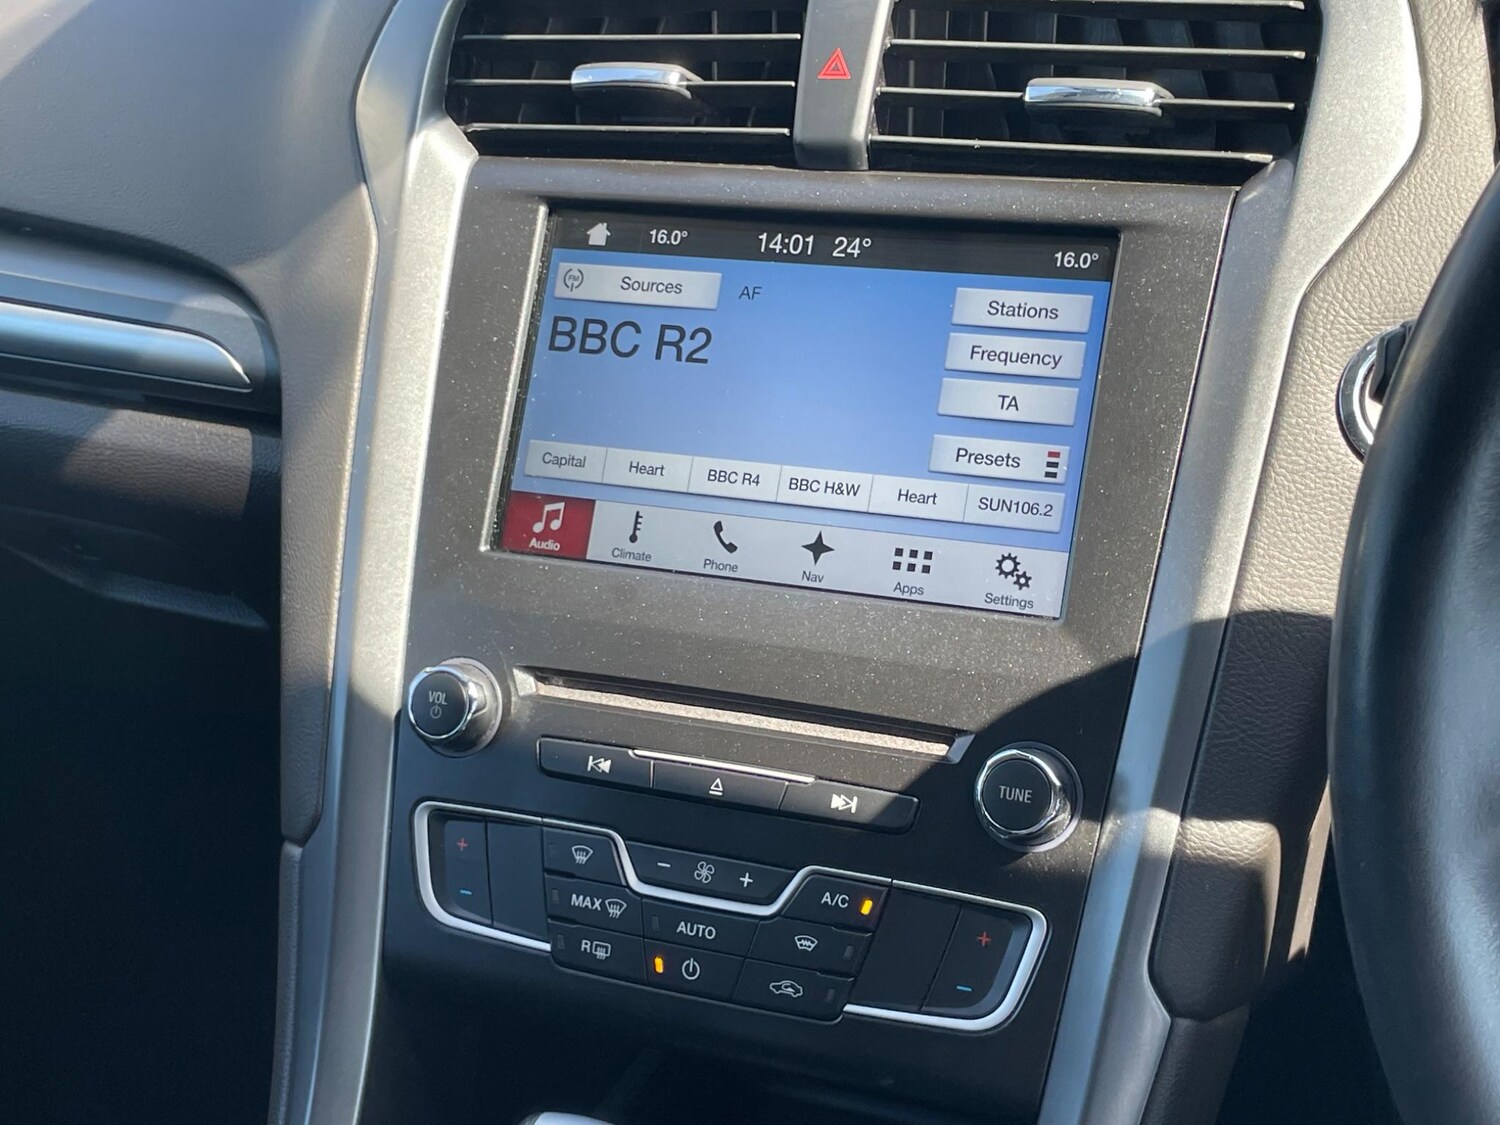 16.0° 14:01 24° 16.0°
FM Sources AF Stations
BBC R2
Frequency
TA
Presets
Capital Heart BBC R4 BBC H&W Heart SUN106.2
Audio Climate Phone Nav Apps Settings
VOL
TUNE
+ - + A/C
MAX
AUTO
+
-
R
-